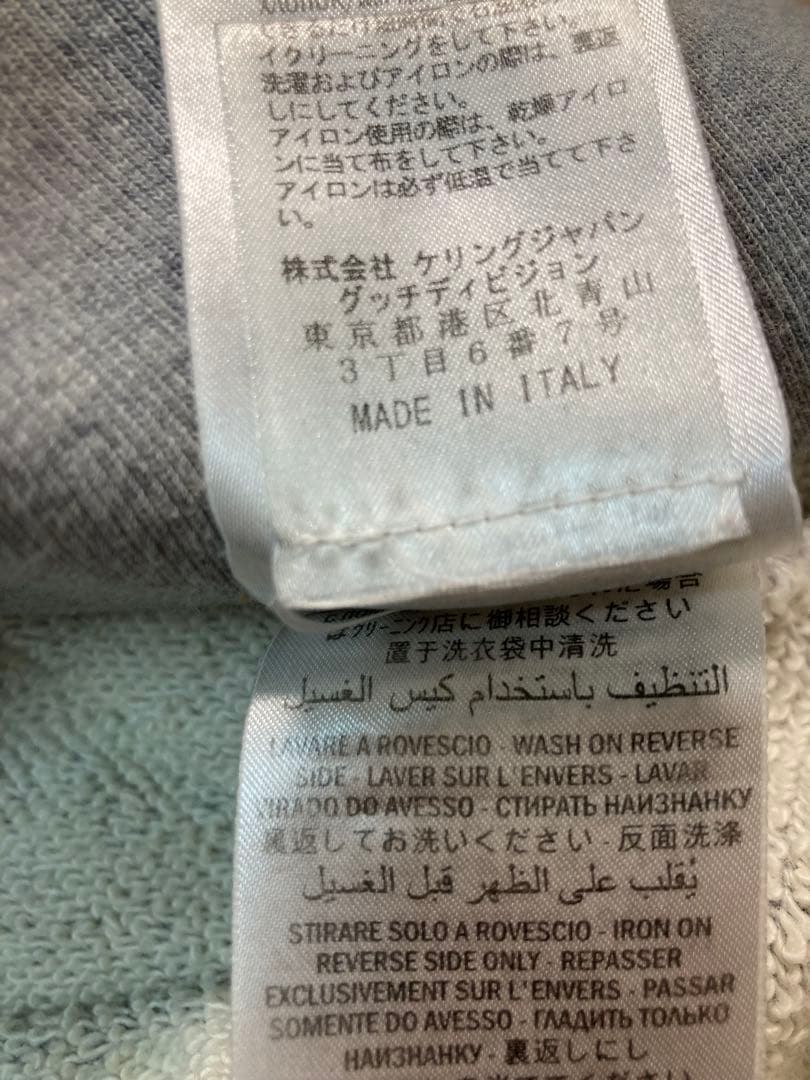 イクリーニングをして下さい。
洗濯およびアイロンの際は、裏返
しにしてください。
アイロン使用の際は、乾燥アイロ
ンに当て布をして下さい。
アイロンは必ず低温で当てて下さ
い。
株式会社 ケリングジャパン
グッチディビジョン
東京都港区北青山
3丁目6番7号
MADE IN ITALY
場合
はクリーニング店に御相談ください
置于洗衣袋中清洗
التنظيف باستخدام كيس الغسيل
LAVARE A ROVESCIO - WASH ON REVERSE
SIDE - LAVER SUR L'ENVERS - LAVAR
VIRADO DO AVESSO - СТИРАТЬ НАИЗНАНКУ
裏返してお洗いください - 反面洗涤
يُقلب على الظهر قبل الغسيل
STIRARE SOLO A ROVESCIO - IRON ON
REVERSE SIDE ONLY - REPASSER
EXCLUSIVEMENT SUR L'ENVERS - PASSAR
SOMENTE DO AVESSO - ГЛАДИТЬ ТОЛЬКО
НАИЗНАНКУ - 裏返しにし
てください